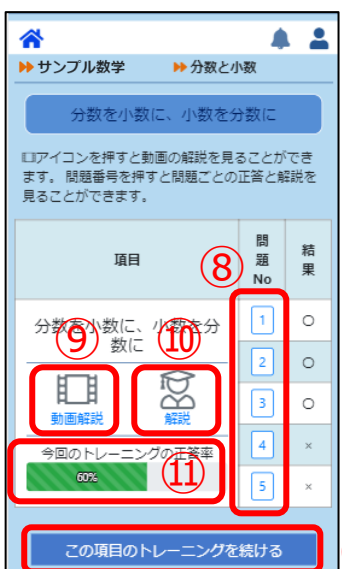 サンプル数学 分数と小数
分数を小数に、小数を分数に
アイコンを押すと動画の解説を見ることができ
ます。問題番号を押すと問題ごとの正答と解説を
見ることができます。
項目 問題No 結果
⑧
分数を小数に、小数を分
数に
1 ○
2 ○
3 ○
4 ×
5 ×
⑨ ⑩
動画解説 解説
今回のトレーニングの正答率
60%
⑪
この項目のトレーニングを続ける